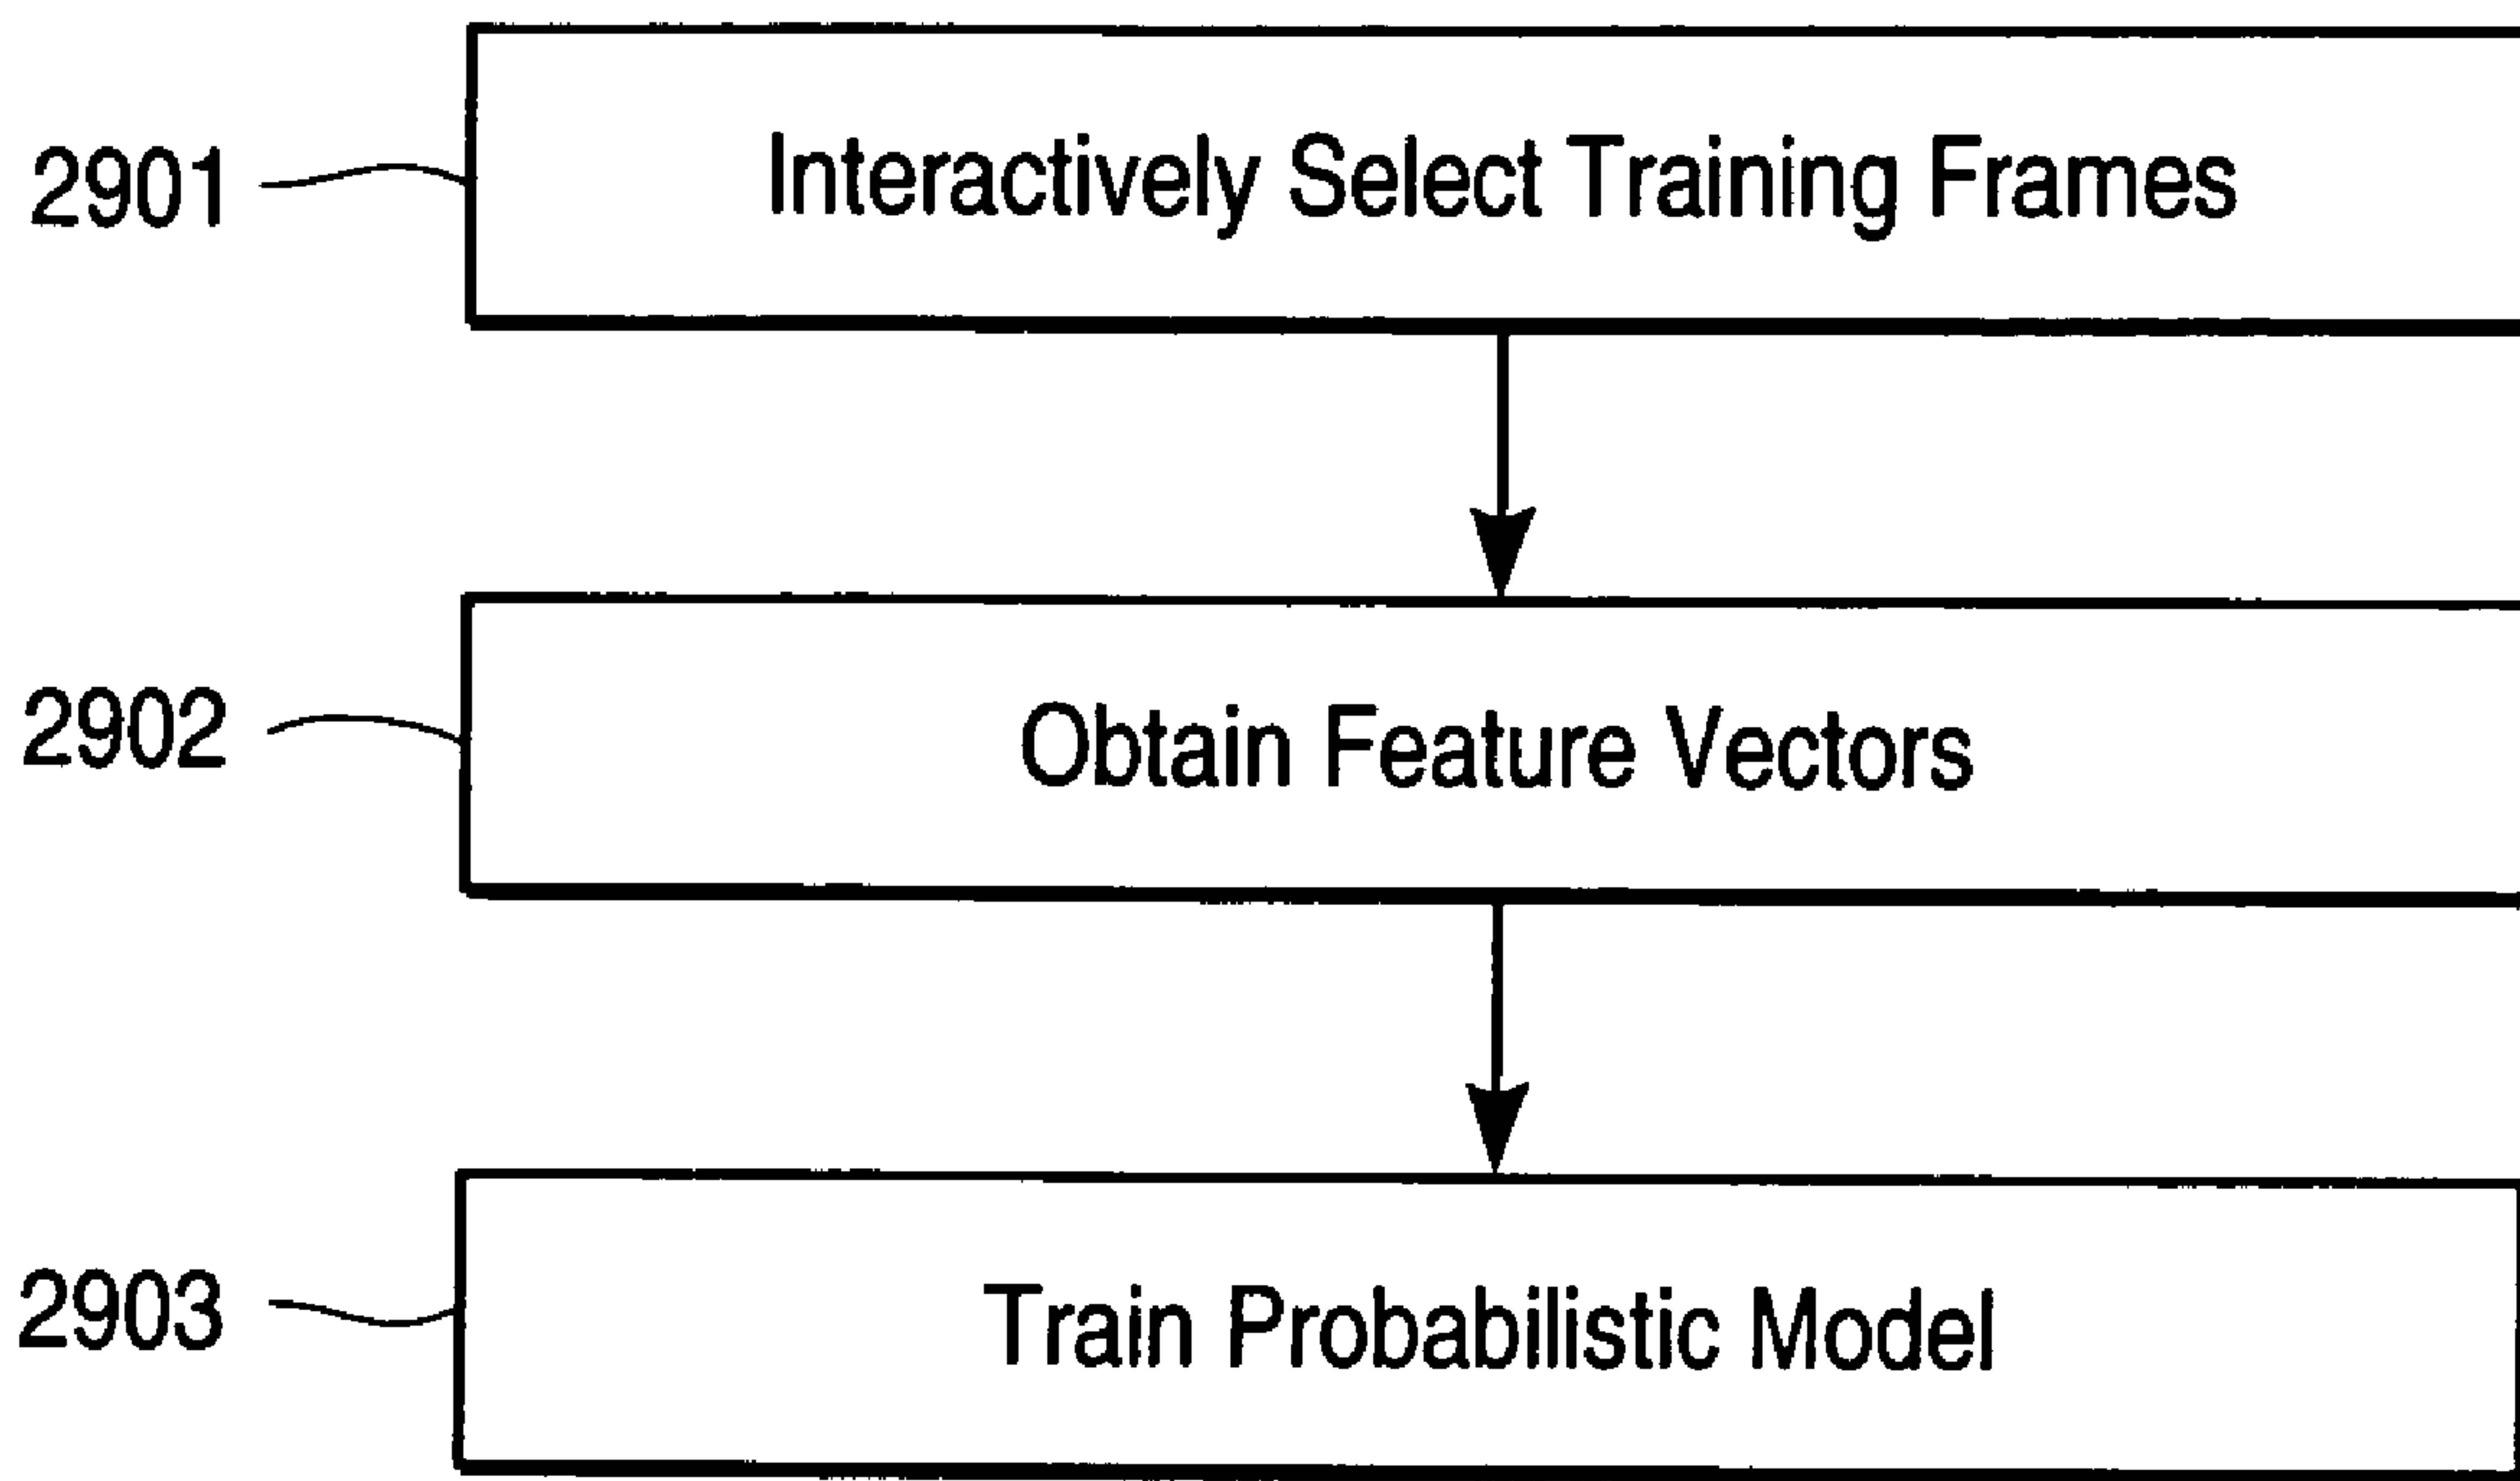 2901
Interactively Select Training Frames
2902
Obtain Feature Vectors
2903
Train Probabilistic Model